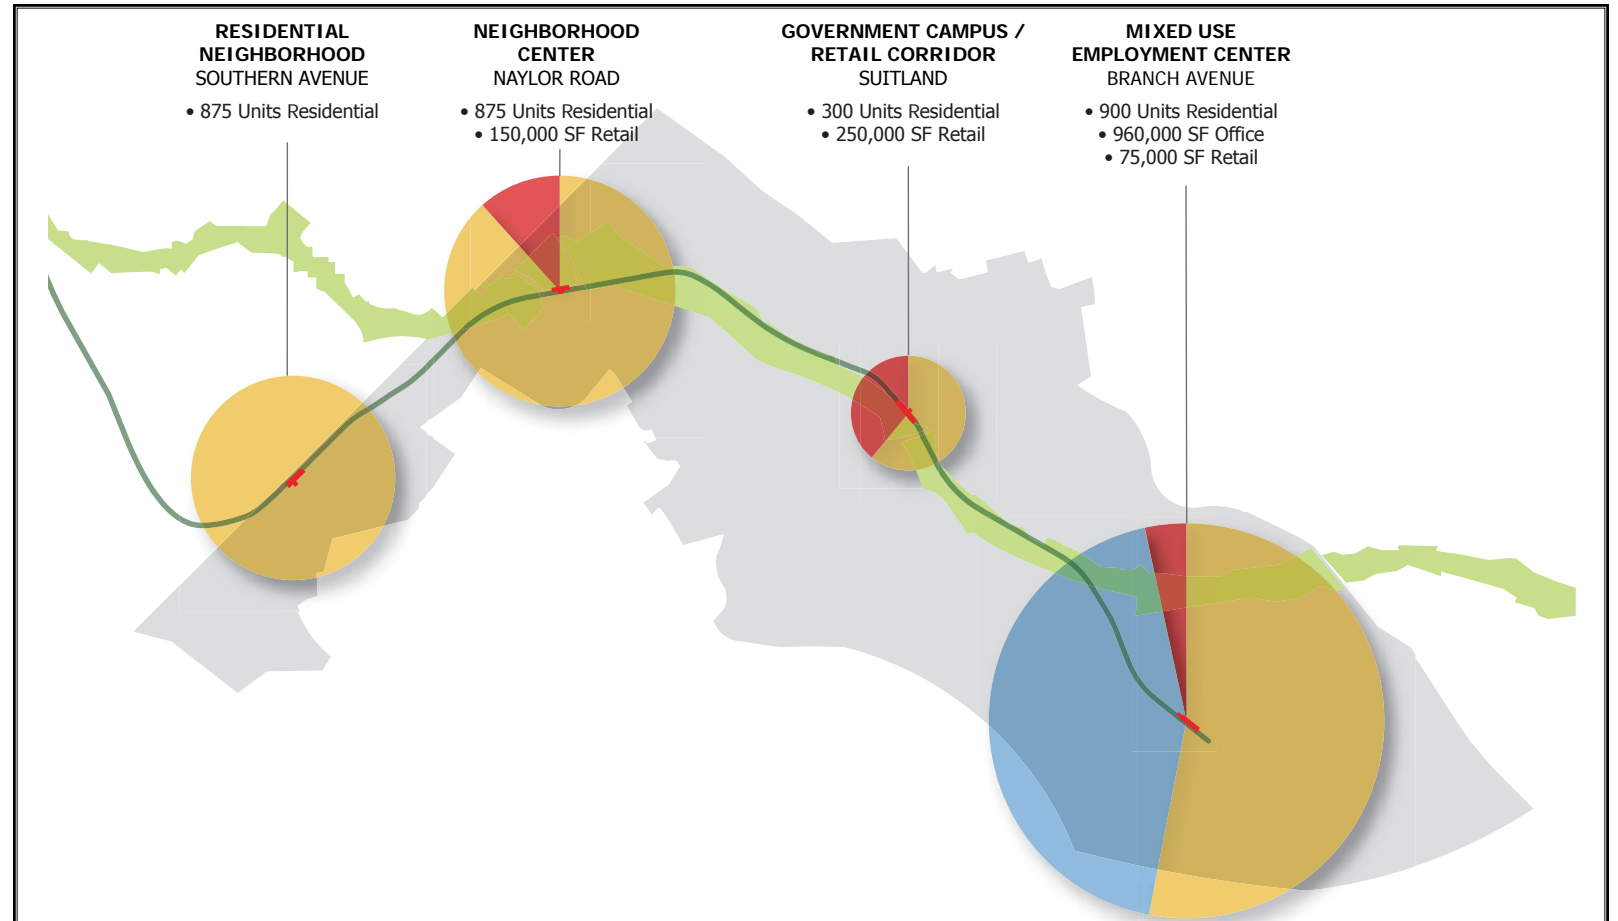 RESIDENTIAL
NEIGHBORHOOD
SOUTHERN AVENUE
• 875 Units Residential
NEIGHBORHOOD
CENTER
NAYLOR ROAD
• 875 Units Residential
• 150,000 SF Retail
GOVERNMENT CAMPUS /
RETAIL CORRIDOR
SUITLAND
• 300 Units Residential
• 250,000 SF Retail
MIXED USE
EMPLOYMENT CENTER
BRANCH AVENUE
• 900 Units Residential
• 960,000 SF Office
• 75,000 SF Retail